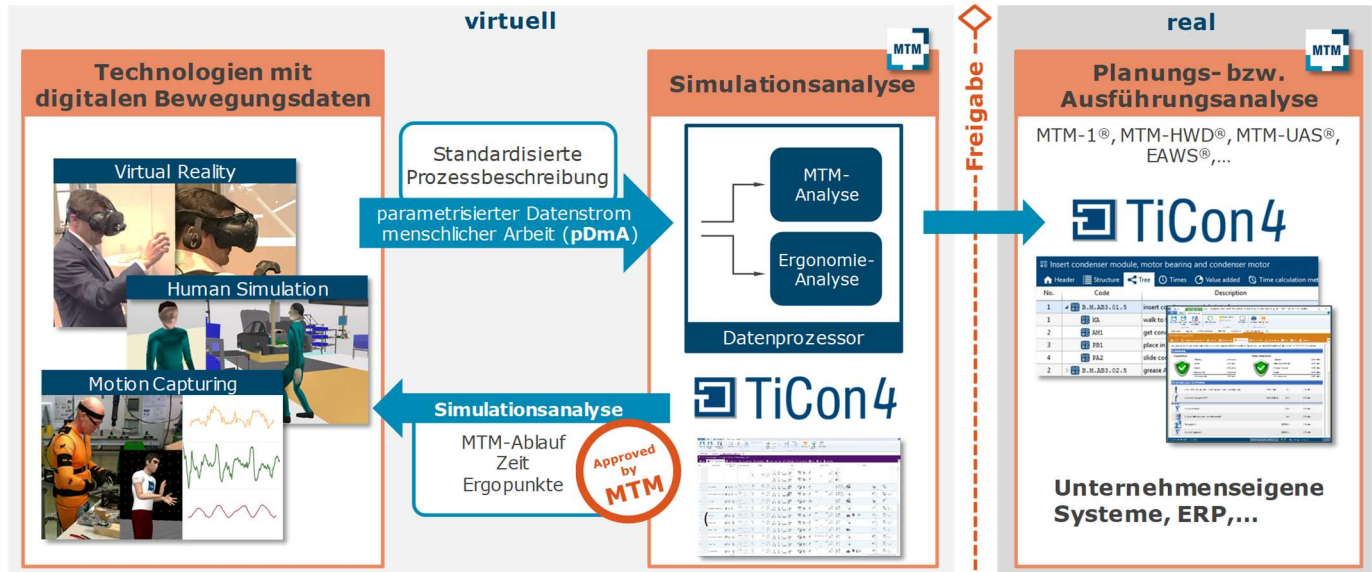 virtuell
real
Technologien mit
digitalen Bewegungsdaten
Virtual Reality
Human Simulation
Motion Capturing
Standardisierte
Prozessbeschreibung
parametrisierter Datenstrom
menschlicher Arbeit (pDmA)
Simulationsanalyse
MTM-Ablauf
Zeit
Ergopunkte
Approved
by
MTM
MTM
Simulationsanalyse
MTM-
Analyse
Ergonomie-
Analyse
Datenprozessor
TiCon4
Freigabe
MTM
Planungs- bzw.
Ausführungsanalyse
MTM-1®, MTM-HWD®, MTM-UAS®,
EAWS®,...
TiCon4
Insert condenser module, motor bearing and condenser motor
Header Structure Tree Times Value added Time calculation met
No. Code Description
1 B.M.AB3.01.5 insert co
1 KA walk to
2 AM1 get con
3 PB1 place in
4 PA2 slide co
2 B.M.AB3.02.5 grease A
Unternehmenseigene
Systeme, ERP,...